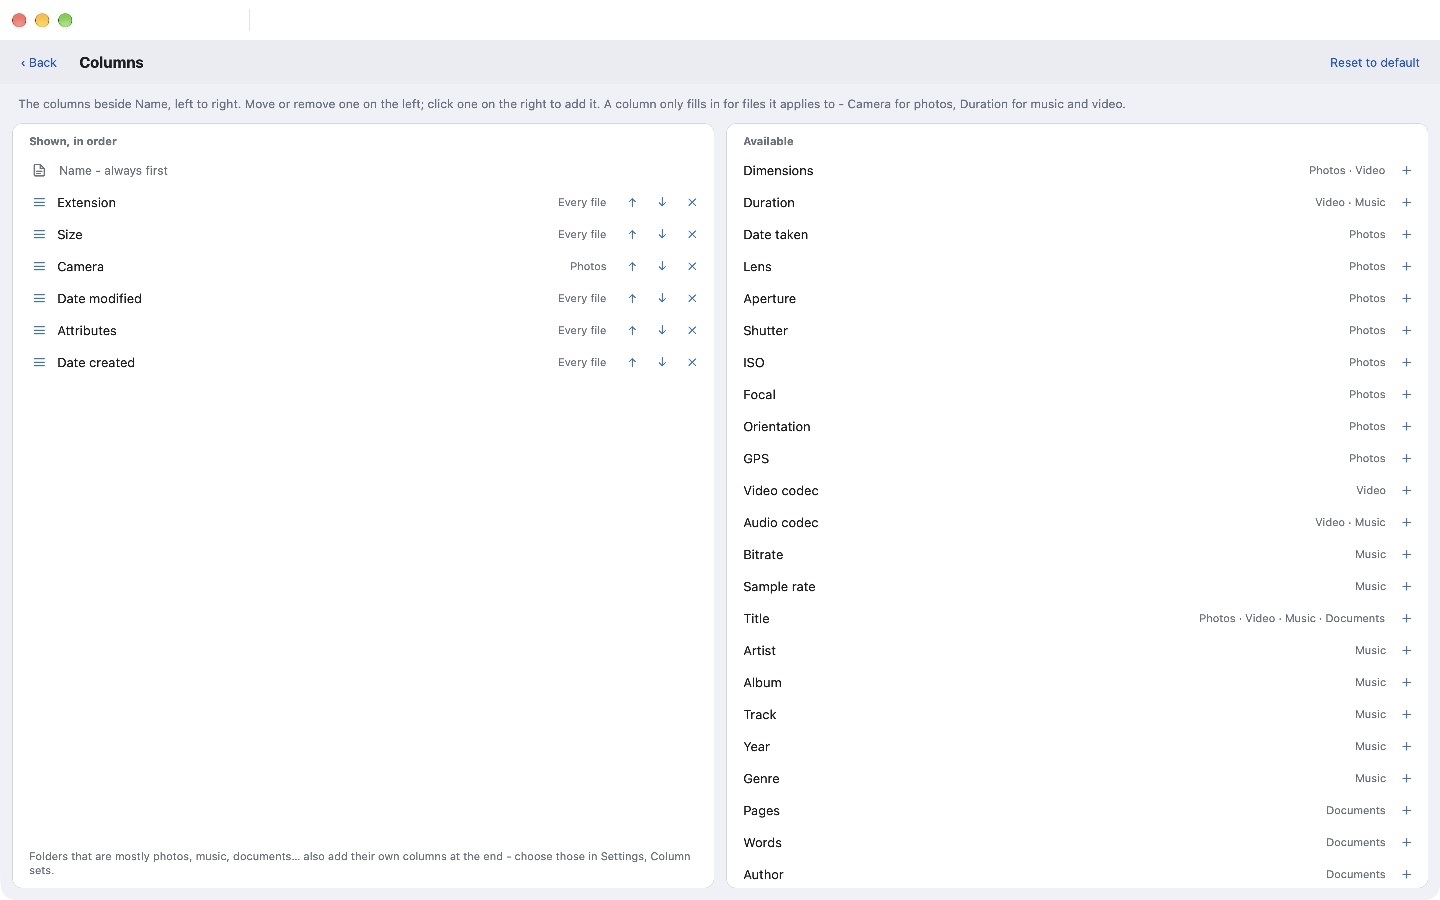 ‹ Back
Columns
Reset to default
The columns beside Name, left to right. Move or remove one on the left; click one on the right to add it. A column only fills in for files it applies to - Camera for photos, Duration for music and video.
Shown, in order
Name - always first
Extension Every file
Size Every file
Camera Photos
Date modified Every file
Attributes Every file
Date created Every file
Folders that are mostly photos, music, documents... also add their own columns at the end - choose those in Settings, Column
sets.
Available
Dimensions Photos · Video
Duration Video · Music
Date taken Photos
Lens Photos
Aperture Photos
Shutter Photos
ISO Photos
Focal Photos
Orientation Photos
GPS Photos
Video codec Video
Audio codec Video · Music
Bitrate Music
Sample rate Music
Title Photos · Video · Music · Documents
Artist Music
Album Music
Track Music
Year Music
Genre Music
Pages Documents
Words Documents
Author Documents